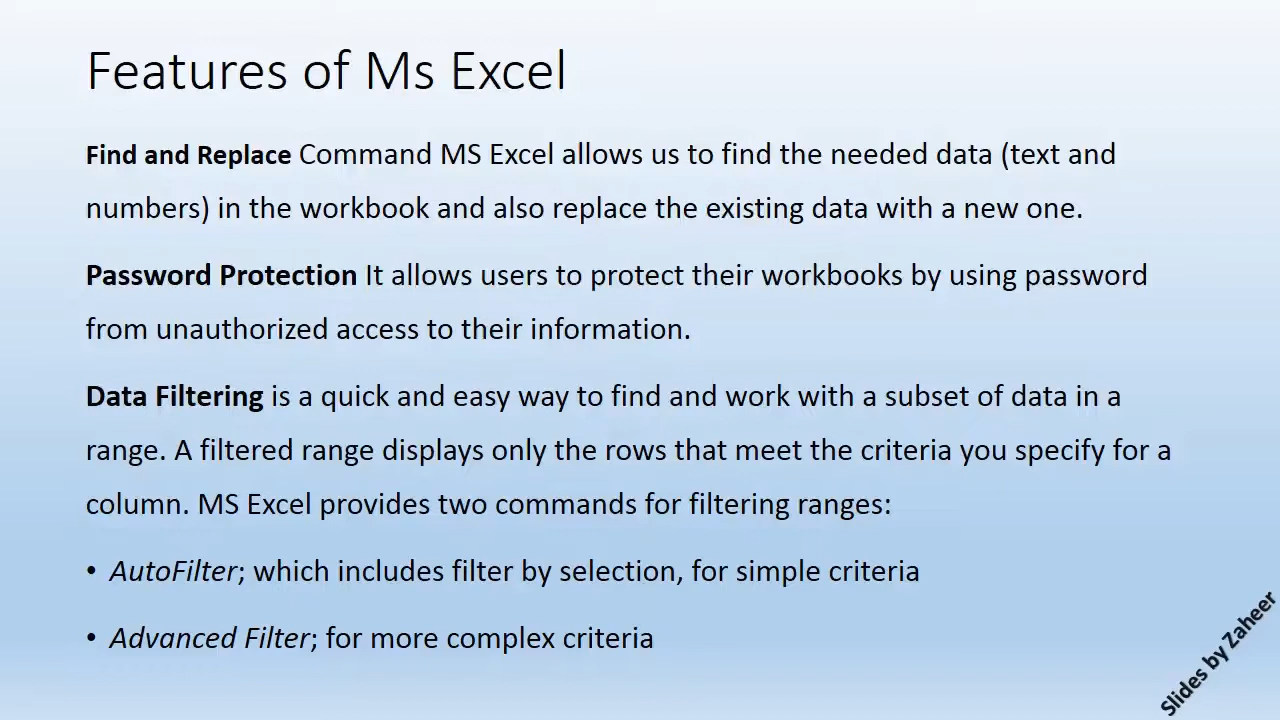 Features of Ms Excel
Find and Replace Command MS Excel allows us to find the needed data (text and
numbers) in the workbook and also replace the existing data with a new one.
Password Protection It allows users to protect their workbooks by using password
from unauthorized access to their information.
Data Filtering is a quick and easy way to find and work with a subset of data in a
range. A filtered range displays only the rows that meet the criteria you specify for a
column. MS Excel provides two commands for filtering ranges:
• AutoFilter; which includes filter by selection, for simple criteria
• Advanced Filter; for more complex criteria
Slides by Zaheer